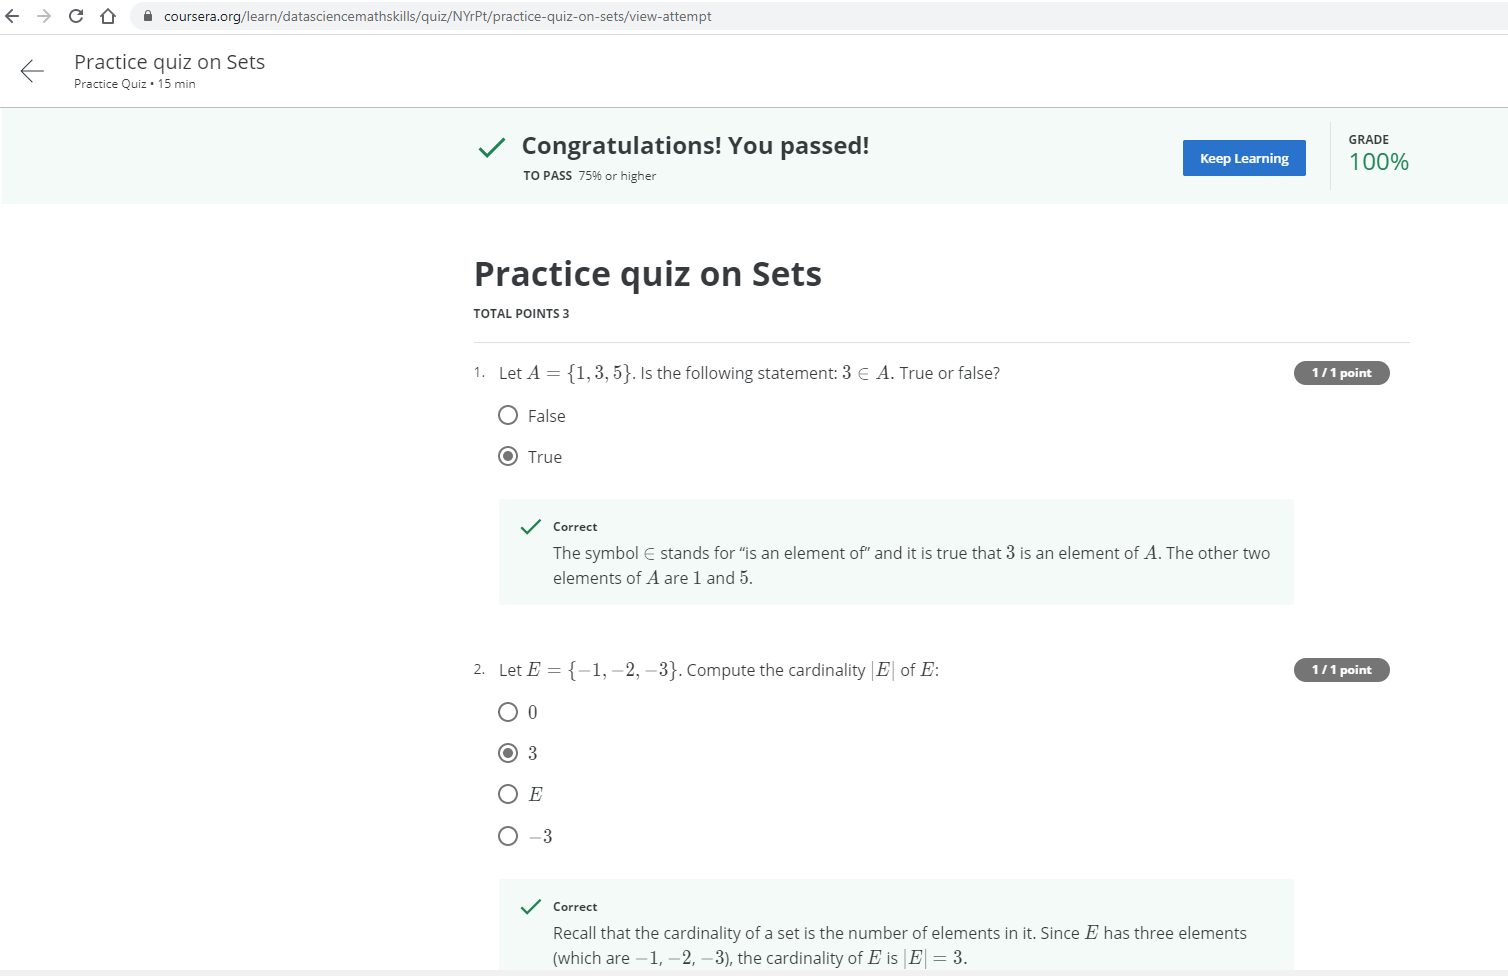 coursera.org/learn/datasciencemathskills/quiz/NYrPt/practice-quiz-on-sets/view-attempt
Practice quiz on Sets
Practice Quiz • 15 min
Congratulations! You passed!
TO PASS 75% or higher
Keep Learning
GRADE
100%
Practice quiz on Sets
TOTAL POINTS 3
1. Let A = {1, 3, 5}. Is the following statement: 3 ∈ A. True or false?
1 / 1 point
False
True
Correct
The symbol ∈ stands for “is an element of” and it is true that 3 is an element of A. The other two
elements of A are 1 and 5.
2. Let E = {−1, −2, −3}. Compute the cardinality |E| of E:
1 / 1 point
0
3
E
−3
Correct
Recall that the cardinality of a set is the number of elements in it. Since E has three elements
(which are −1, −2, −3), the cardinality of E is |E| = 3.